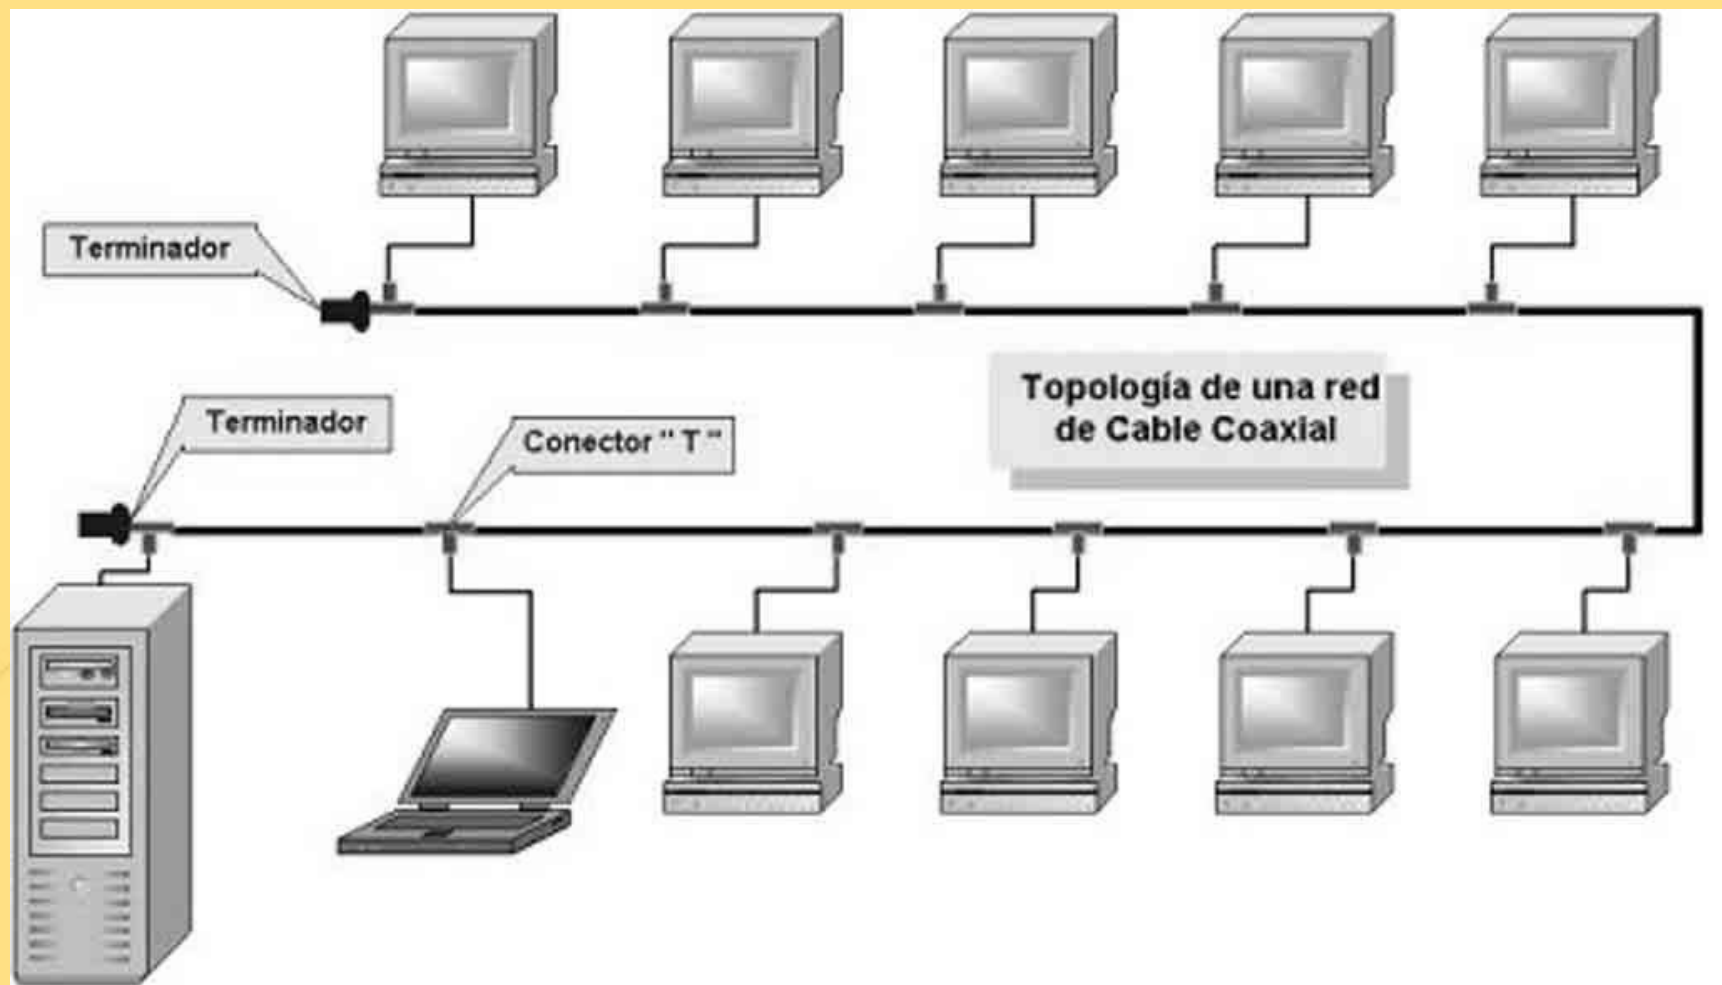 Terminador
Topología de una red
de Cable Coaxial
Terminador
Conector " T "